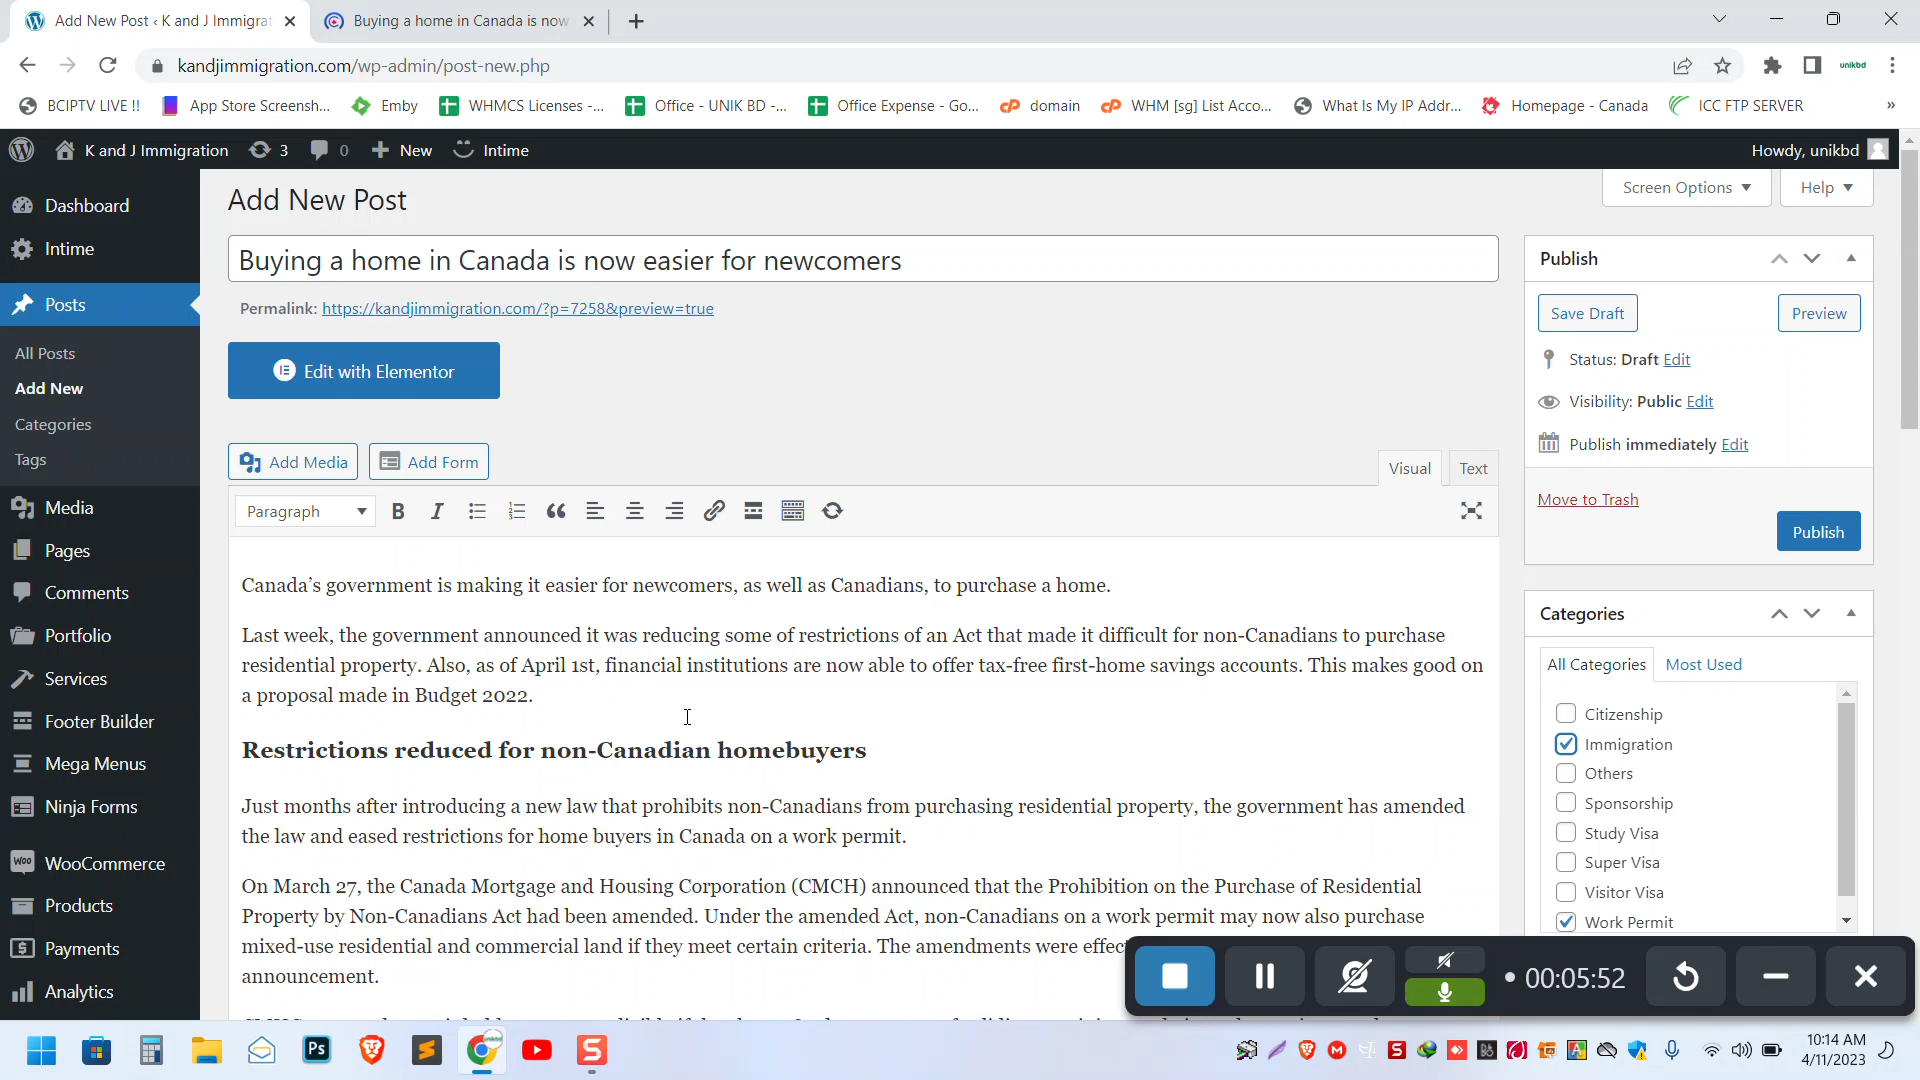 Add New Post ‹ K and J Immigrat
Buying a home in Canada is now
kandjimmigration.com/wp-admin/post-new.php
unikbd
BCIPTV LIVE !!
App Store Screensh...
Emby
WHMCS Licenses -...
Office - UNIK BD -...
Office Expense - Go...
domain
WHM [sg] List Acco...
What Is My IP Addr...
Homepage - Canada
ICC FTP SERVER
»
K and J Immigration
3
0
New
Intime
Howdy, unikbd
Dashboard
Intime
Posts
All Posts
Add New
Categories
Tags
Media
Pages
Comments
Portfolio
Services
Footer Builder
Mega Menus
Ninja Forms
WooCommerce
Products
Payments
Analytics
Add New Post
Screen Options
Help
Buying a home in Canada is now easier for newcomers
Permalink: https://kandjimmigration.com/?p=7258&preview=true
Edit with Elementor
Add Media
Add Form
Visual
Text
Paragraph
Canada’s government is making it easier for newcomers, as well as Canadians, to purchase a home.
Last week, the government announced it was reducing some of restrictions of an Act that made it difficult for non-Canadians to purchase
residential property. Also, as of April 1st, financial institutions are now able to offer tax-free first-home savings accounts. This makes good on
a proposal made in Budget 2022.
Restrictions reduced for non-Canadian homebuyers
Just months after introducing a new law that prohibits non-Canadians from purchasing residential property, the government has amended
the law and eased restrictions for home buyers in Canada on a work permit.
On March 27, the Canada Mortgage and Housing Corporation (CMCH) announced that the Prohibition on the Purchase of Residential
Property by Non-Canadians Act had been amended. Under the amended Act, non-Canadians on a work permit may now also purchase
mixed-use residential and commercial land if they meet certain criteria. The amendments were effec
announcement.
Publish
Save Draft
Preview
Status: Draft Edit
Visibility: Public Edit
Publish immediately Edit
Move to Trash
Publish
Categories
All Categories
Most Used
Citizenship
Immigration
Others
Sponsorship
Study Visa
Super Visa
Visitor Visa
Work Permit
00:05:52
Ps
10:14 AM
4/11/2023